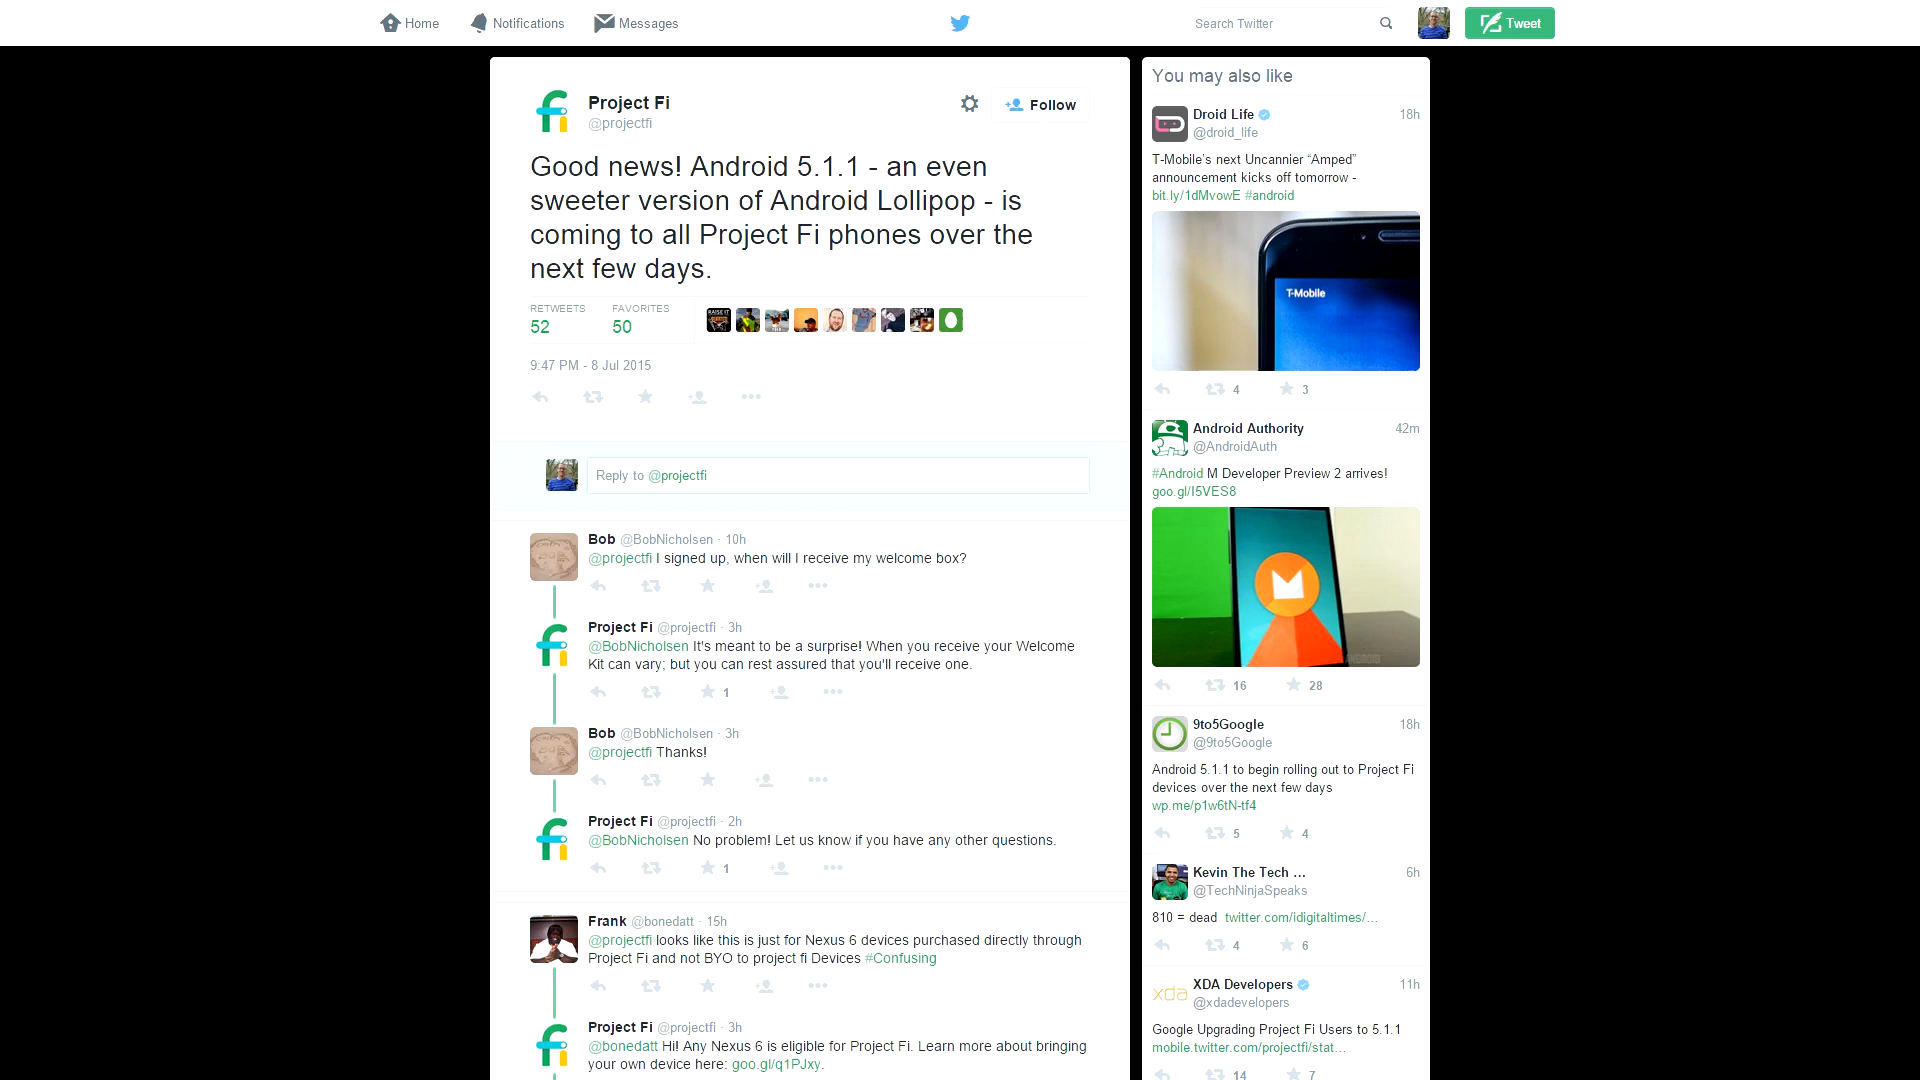 Home
Notifications
Messages
Search Twitter
Tweet
Project Fi
@projectfi
Follow
Good news! Android 5.1.1 - an even
sweeter version of Android Lollipop - is
coming to all Project Fi phones over the
next few days.
RETWEETS
52
FAVORITES
50
9:47 PM - 8 Jul 2015
Reply to @projectfi
Bob @BobNicholsen · 10h
@projectfi I signed up, when will I receive my welcome box?
Project Fi @projectfi · 3h
@BobNicholsen It's meant to be a surprise! When you receive your Welcome
Kit can vary; but you can rest assured that you'll receive one.
1
Bob @BobNicholsen · 3h
@projectfi Thanks!
Project Fi @projectfi · 2h
@BobNicholsen No problem! Let us know if you have any other questions.
1
Frank @bonedatt · 15h
@projectfi looks like this is just for Nexus 6 devices purchased directly through
Project Fi and not BYO to project fi Devices #Confusing
Project Fi @projectfi · 3h
@bonedatt Hi! Any Nexus 6 is eligible for Project Fi. Learn more about bringing
your own device here: goo.gl/q1PJxy.
You may also like
Droid Life 18h
@droid_life
T-Mobile's next Uncannier “Amped”
announcement kicks off tomorrow -
bit.ly/1dMvowE #android
T-Mobile
4 3
Android Authority 42m
@AndroidAuth
#Android M Developer Preview 2 arrives!
goo.gl/I5VES8
16 28
9to5Google 18h
@9to5Google
Android 5.1.1 to begin rolling out to Project Fi
devices over the next few days
wp.me/p1w6tN-tf4
5 4
Kevin The Tech ... 6h
@TechNinjaSpeaks
810 = dead twitter.com/idigitaltimes/...
4 6
xda
XDA Developers 11h
@xdadevelopers
Google Upgrading Project Fi Users to 5.1.1
mobile.twitter.com/projectfi/stat...
14 7